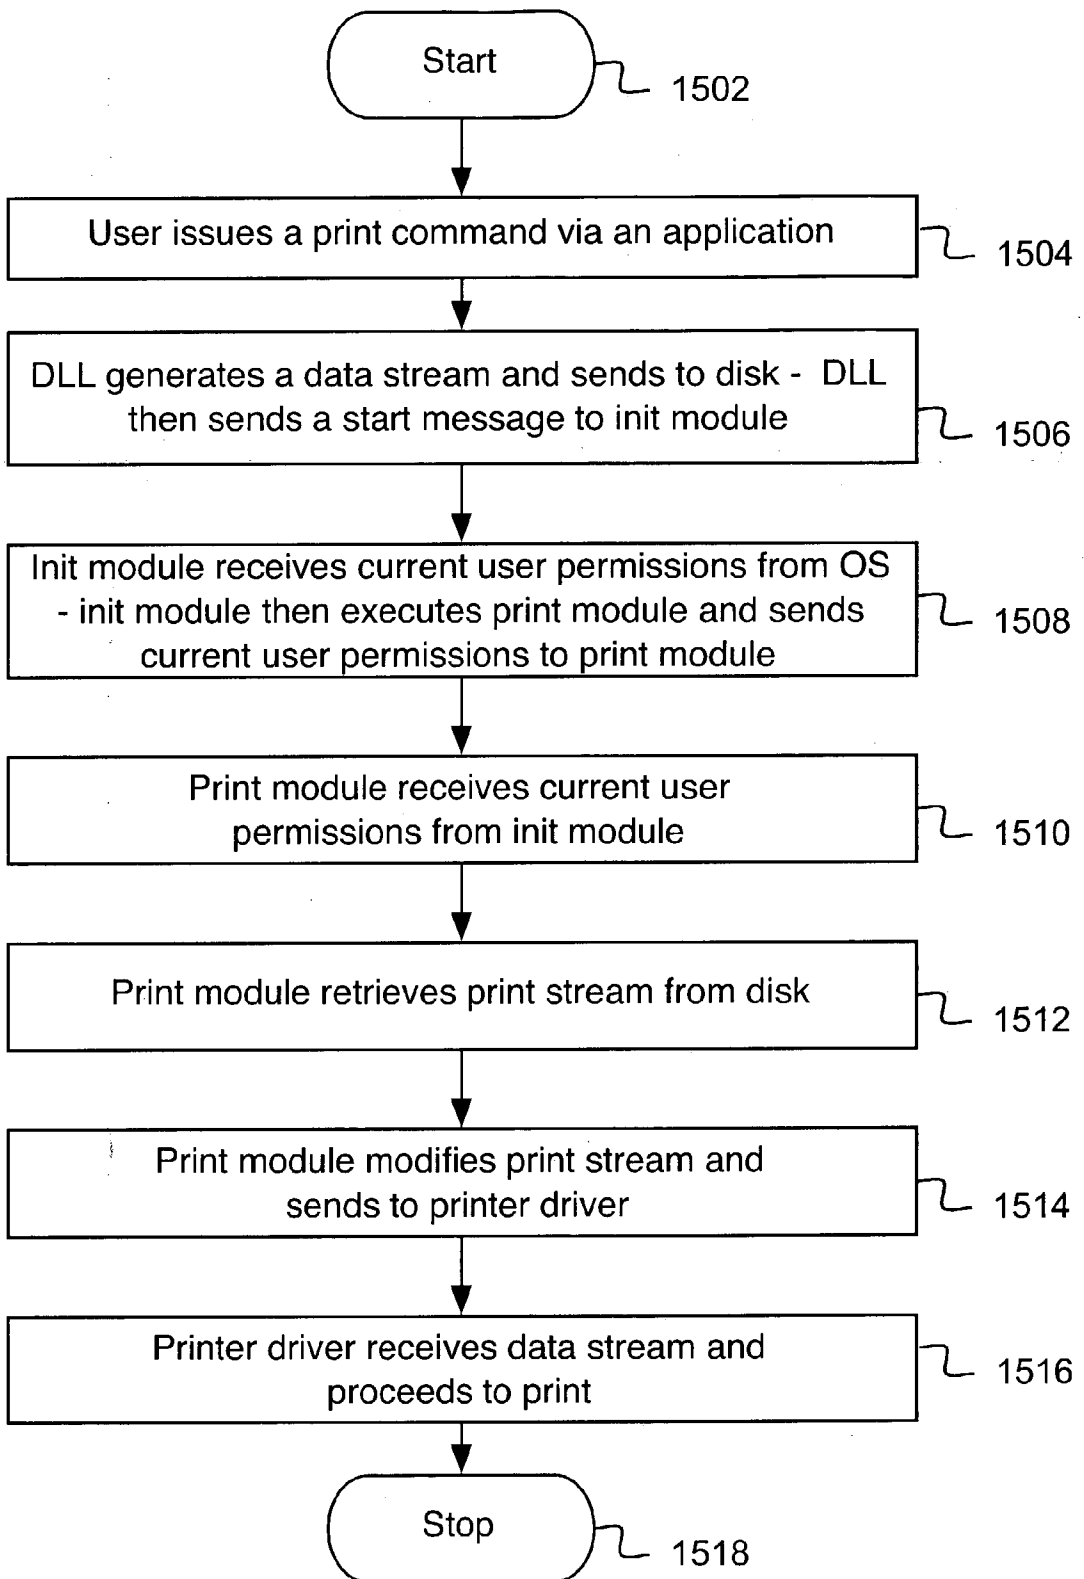 Start
1502
User issues a print command via an application
1504
DLL generates a data stream and sends to disk - DLL
then sends a start message to init module
1506
Init module receives current user permissions from OS
- init module then executes print module and sends
current user permissions to print module
1508
Print module receives current user
permissions from init module
1510
Print module retrieves print stream from disk
1512
Print module modifies print stream and
sends to printer driver
1514
Printer driver receives data stream and
proceeds to print
1516
Stop
1518